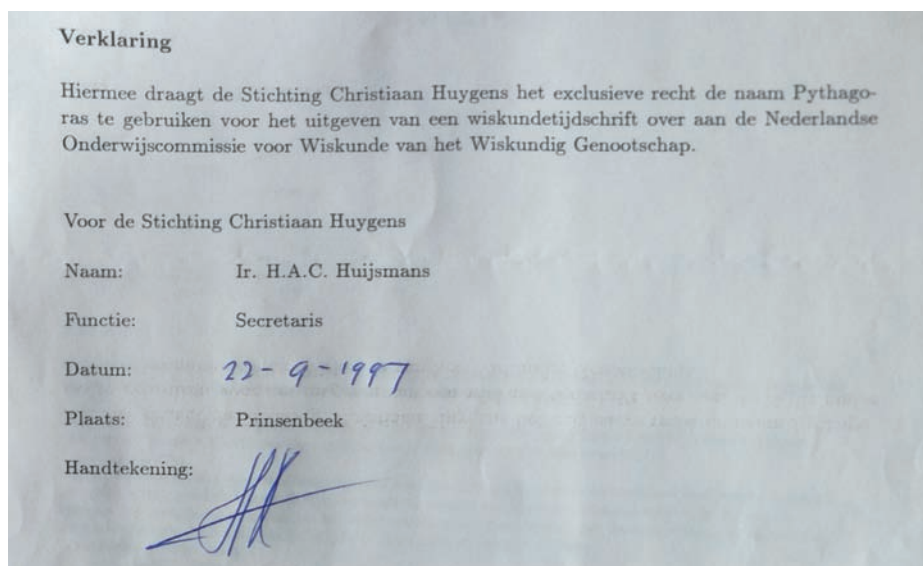 Verklaring
Hiermee draagt de Stichting Christiaan Huygens het exclusieve recht de naam Pythago-
ras te gebruiken voor het uitgeven van een wiskundetijdschrift over aan de Nederlandse
Onderwijscommissie voor Wiskunde van het Wiskundig Genootschap.
Voor de Stichting Christiaan Huygens
Naam: Ir. H.A.C. Huijsmans
Functie: Secretaris
Datum: 22-9-1997
Plaats: Prinsenbeek
Handtekening: